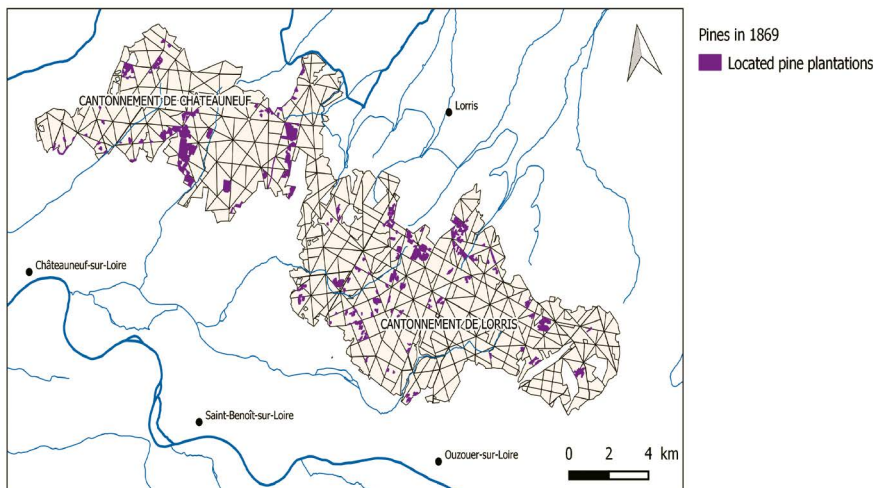 Pines in 1869
Located pine plantations
CANTONNEMENT DE CHÂTEAUNEUF
Lorris
Châteauneuf-sur-Loire
CANTONNEMENT DE LORRIS
Saint-Benoît-sur-Loire
Ouzouer-sur-Loire
0 2 4 km